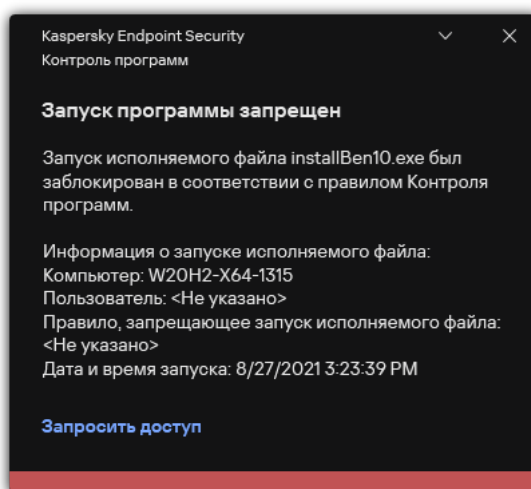 Kaspersky Endpoint Security
Контроль программ
Запуск программы запрещен
Запуск исполняемого файла installBen10.exe был
заблокирован в соответствии с правилом Контроля
программ.
Информация о запуске исполняемого файла:
Компьютер: W20H2-X64-1315
Пользователь: <Не указано>
Правило, запрещающее запуск исполняемого файла:
<Не указано>
Дата и время запуска: 8/27/2021 3:23:39 PM
Запросить доступ